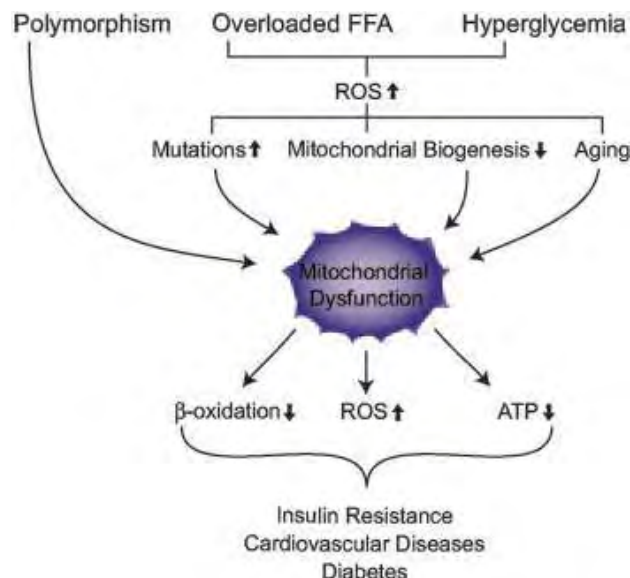 Polymorphism Overloaded FFA Hyperglycemia
ROS ⬆
Mutations ⬆ Mitochondrial Biogenesis ⬇ Aging
Mitochondrial
Dysfunction
β-oxidation ⬇ ROS ⬆ ATP ⬇
Insulin Resistance
Cardiovascular Diseases
Diabetes